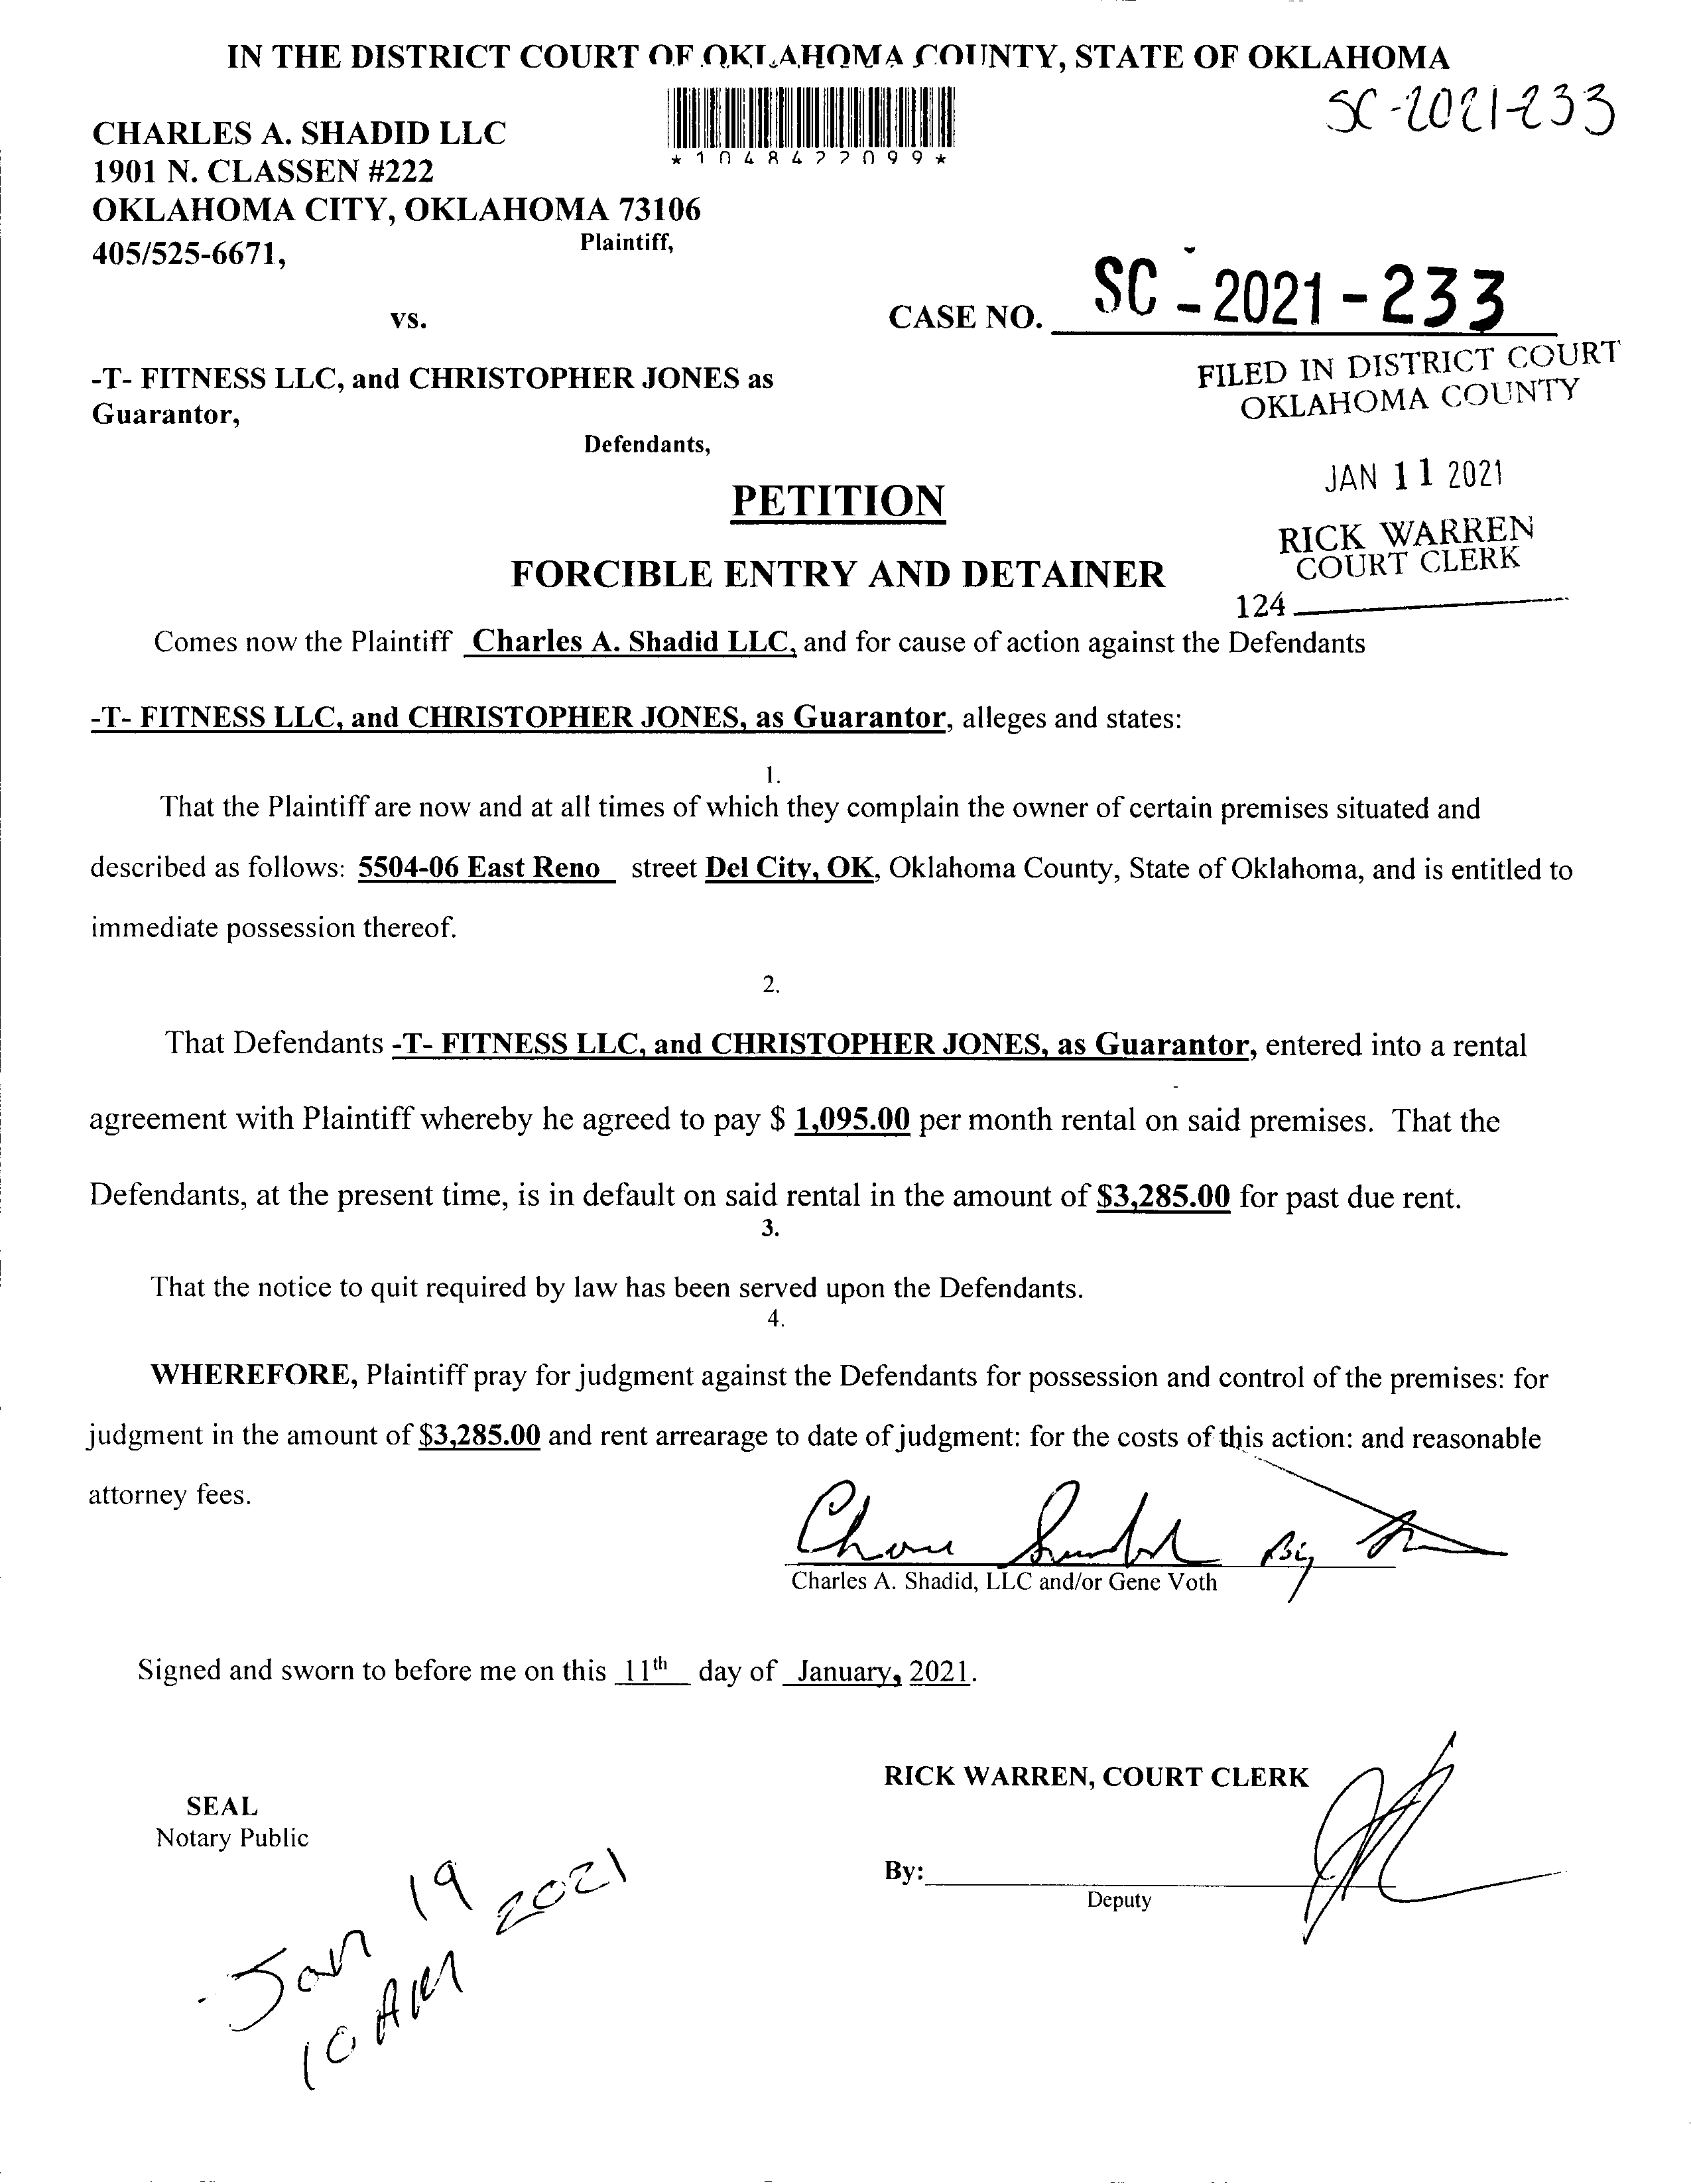 IN THE DISTRICT COURT OF OKLAHOMA COUNTY, STATE OF OKLAHOMA
SC-2021-233
CHARLES A. SHADID LLC
*1048422099*
1901 N. CLASSEN #222
OKLAHOMA CITY, OKLAHOMA 73106
405/525-6671,
Plaintiff,
vs.
CASE NO. SC-2021-233
-T- FITNESS LLC, and CHRISTOPHER JONES as
Guarantor,
Defendants,
FILED IN DISTRICT COURT
OKLAHOMA COUNTY
JAN 11 2021
RICK WARREN
COURT CLERK
124
PETITION
FORCIBLE ENTRY AND DETAINER
Comes now the Plaintiff Charles A. Shadid LLC, and for cause of action against the Defendants
-T- FITNESS LLC, and CHRISTOPHER JONES, as Guarantor, alleges and states:
1.
That the Plaintiff are now and at all times of which they complain the owner of certain premises situated and
described as follows: 5504-06 East Reno street Del City, OK, Oklahoma County, State of Oklahoma, and is entitled to
immediate possession thereof.
2.
That Defendants -T- FITNESS LLC, and CHRISTOPHER JONES, as Guarantor, entered into a rental
agreement with Plaintiff whereby he agreed to pay $ 1,095.00 per month rental on said premises. That the
Defendants, at the present time, is in default on said rental in the amount of $3,285.00 for past due rent.
3.
That the notice to quit required by law has been served upon the Defendants.
4.
WHEREFORE, Plaintiff pray for judgment against the Defendants for possession and control of the premises: for
judgment in the amount of $3,285.00 and rent arrearage to date of judgment: for the costs of this action: and reasonable
attorney fees.
Charles A. Shadid, LLC and/or Gene Voth
Signed and sworn to before me on this 11th day of January, 2021.
RICK WARREN, COURT CLERK
SEAL
Notary Public
By:
Deputy
Jan 19 2021
10 AM